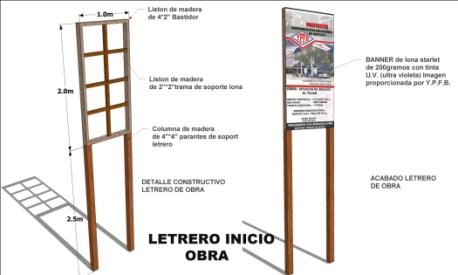 1.0m
Liston de madera
de 4"2" Bastidor
2.0m
Liston de madera
de 2"*2"trama de soporte lona
Columna de madera
de 4"*4" parantes de soport
letrero
DETALLE CONSTRUCTIVO
LETRERO DE OBRA
2.5m
LETRERO INICIO
OBRA
YPFB
BANNER de lona starlet
de 200gramos con tinta
U.V. (ultra violeta) Imagen
proporcionada por Y.P.F.B.
ACABADO LETRERO
DE OBRA